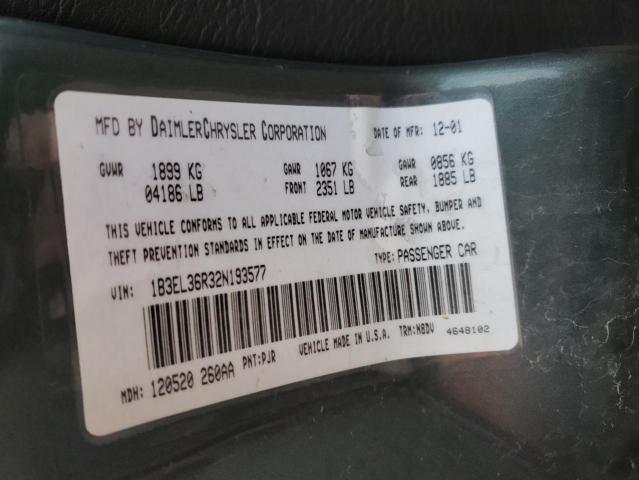 MFD BY DAIMLERCHRYSLER CORPORATION DATE OF MFR: 12-01
GVWR 1899 KG GAWR 1067 KG GAWR 0856 KG
04186 LB FRONT 2351 LB REAR 1885 LB
THIS VEHICLE CONFORMS TO ALL APPLICABLE FEDERAL MOTOR VEHICLE SAFETY, BUMPER AND
THEFT PREVENTION STANDARDS IN EFFECT ON THE DATE OF MANUFACTURE SHOWN ABOVE.
VIN: 1B3EL36R32N193577 TYPE: PASSENGER CAR
MDH: 120520 260AA PNT:PJR VEHICLE MADE IN U.S.A. TRM:N8DV 4648102